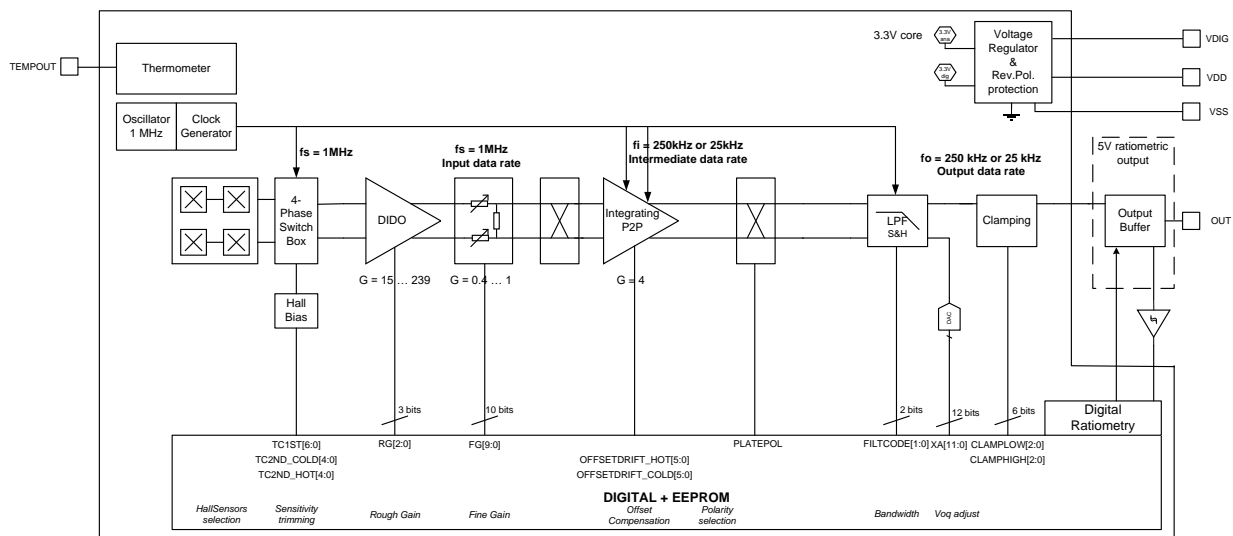 3.3V core
3.3V
ana
3.3V
dig
Voltage
Regulator
&
Rev.Pol.
protection
VDIG
VDD
VSS
TEMPOUT
Thermometer
Oscillator
1 MHz
Clock
Generator
fs = 1MHz
fs = 1MHz
Input data rate
fi = 250kHz or 25kHz
Intermediate data rate
fo = 250 kHz or 25 kHz
Output data rate
5V ratiometric
output
4-
Phase
Switch
Box
DIDO
Integrating
P2P
LPF
S&H
Clamping
Output
Buffer
OUT
G = 15 … 239
G = 0.4 … 1
G = 4
Hall
Bias
DAC
3 bits
10 bits
2 bits
12 bits
6 bits
Digital
Ratiometry
TC1ST[6:0]
TC2ND_COLD[4:0]
TC2ND_HOT[4:0]
RG[2:0]
FG[9:0]
OFFSETDRIFT_HOT[5:0]
OFFSETDRIFT_COLD[5:0]
PLATEPOL
FILTCODE[1:0]
XA[11:0]
CLAMPLOW[2:0]
CLAMPHIGH[2:0]
DIGITAL + EEPROM
HallSensors
selection
Sensitivity
trimming
Rough Gain
Fine Gain
Offset
Compensation
Polarity
selection
Bandwidth
Voq adjust